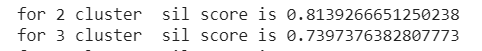 for 2 cluster  sil score is 0.8139266651250238
for 3 cluster  sil score is 0.7397376382807773